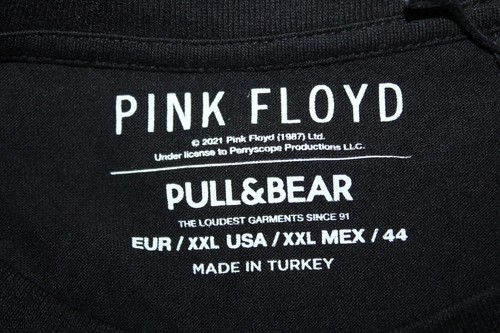 PINK FLOYD
© 2021 Pink Floyd (1987) Ltd.
Under license to Perryscope Productions LLC.
PULL&BEAR
THE LOUDEST GARMENTS SINCE 91
EUR / XXL USA / XXL MEX / 44
MADE IN TURKEY